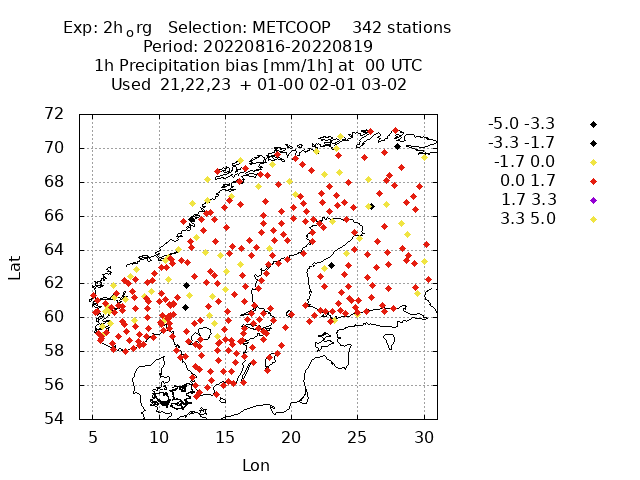 Exp: 2h_org Selection: METCOOP 342 stations
Period: 20220816-20220819
1h Precipitation bias [mm/1h] at 00 UTC
Used 21,22,23 + 01-00 02-01 03-02
72
70
68
66
64
62
60
58
56
54
Lat
5 10 15 20 25 30
Lon
-5.0 -3.3
-3.3 -1.7
-1.7 0.0
0.0 1.7
1.7 3.3
3.3 5.0